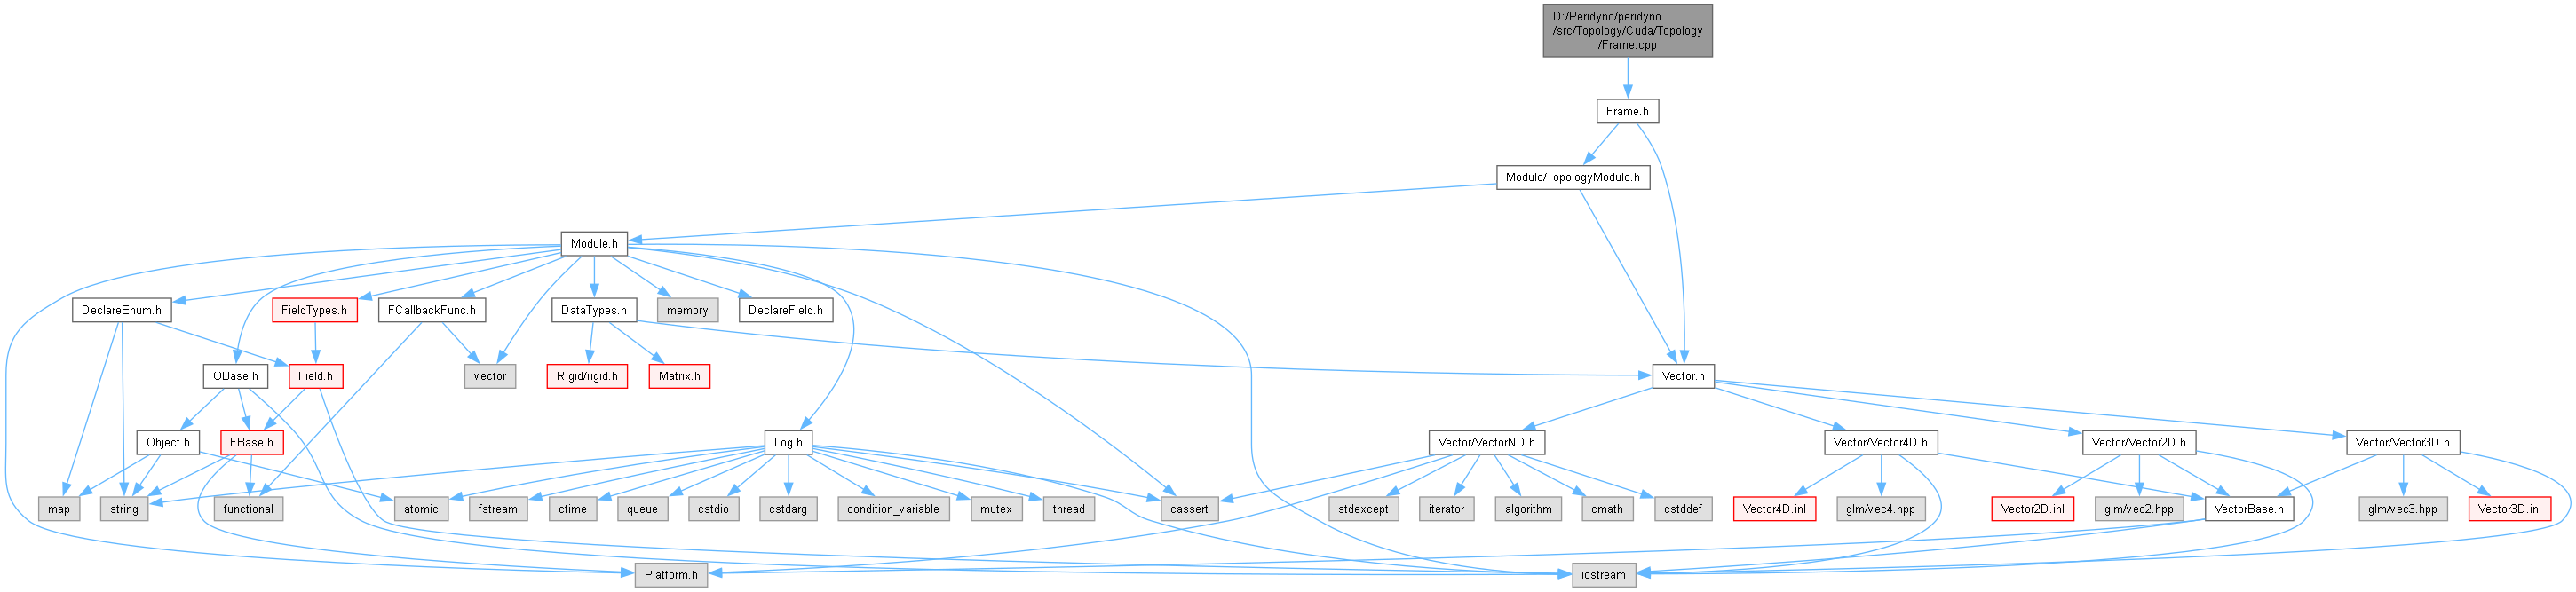 D:/Peridyno/peridyno
/src/Topology/Cuda/Topology
/Frame.cpp
Frame.h
Module/TopologyModule.h
Module.h
DeclareEnum.h
FieldTypes.h
FCallbackFunc.h
DataTypes.h
memory
DeclareField.h
OBase.h
Field.h
vector
Rigid/rigid.h
Matrix.h
Vector.h
Object.h
FBase.h
Log.h
Vector/VectorND.h
Vector/Vector4D.h
Vector/Vector2D.h
Vector/Vector3D.h
map
string
functional
atomic
fstream
ctime
queue
cstdio
cstdarg
condition_variable
mutex
thread
cassert
stdexcept
iterator
algorithm
cmath
cstddef
Vector4D.inl
glm/vec4.hpp
Vector2D.inl
glm/vec2.hpp
VectorBase.h
glm/vec3.hpp
Vector3D.inl
Platform.h
iostream